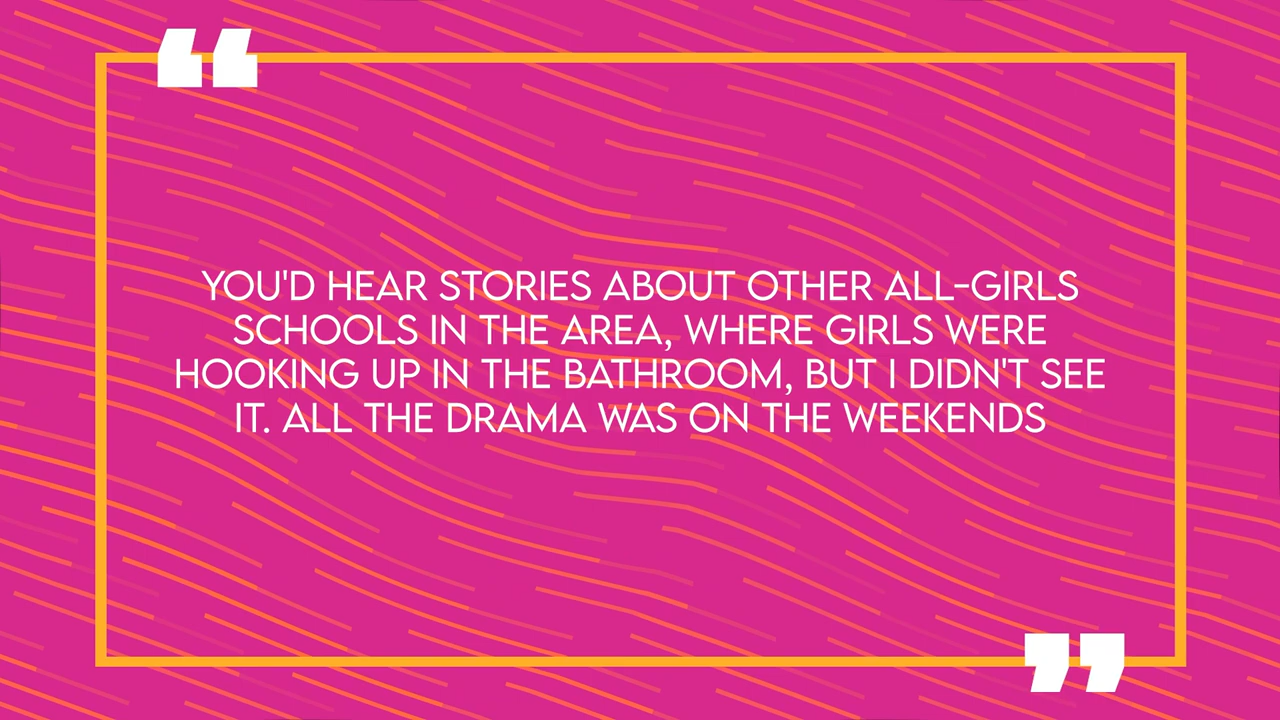 “
YOU'D HEAR STORIES ABOUT OTHER ALL-GIRLS
SCHOOLS IN THE AREA, WHERE GIRLS WERE
HOOKING UP IN THE BATHROOM, BUT I DIDN'T SEE
IT. ALL THE DRAMA WAS ON THE WEEKENDS
”